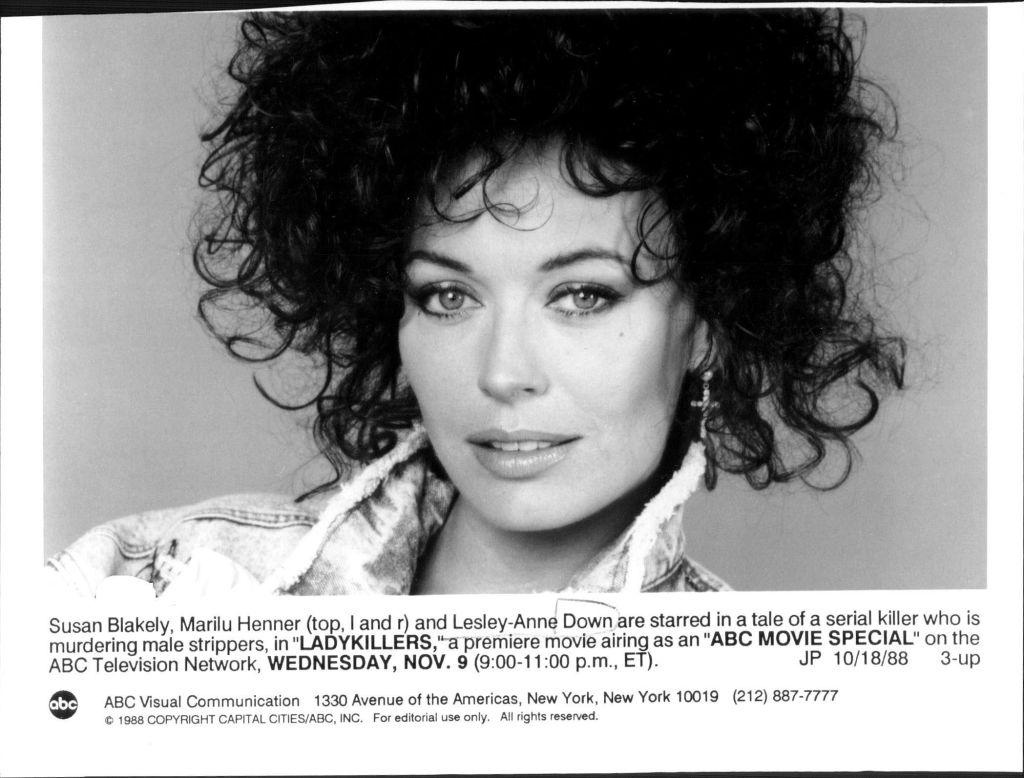 Susan Blakely, Marilu Henner (top, l and r) and Lesley-Anne Down are starred in a tale of a serial killer who is
murdering male strippers, in "LADYKILLERS," a premiere movie airing as an "ABC MOVIE SPECIAL" on the
ABC Television Network, WEDNESDAY, NOV. 9 (9:00-11:00 p.m., ET). JP 10/18/88 3-up
abc ABC Visual Communication 1330 Avenue of the Americas, New York, New York 10019 (212) 887-7777
© 1988 COPYRIGHT CAPITAL CITIES/ABC, INC. For editorial use only. All rights reserved.